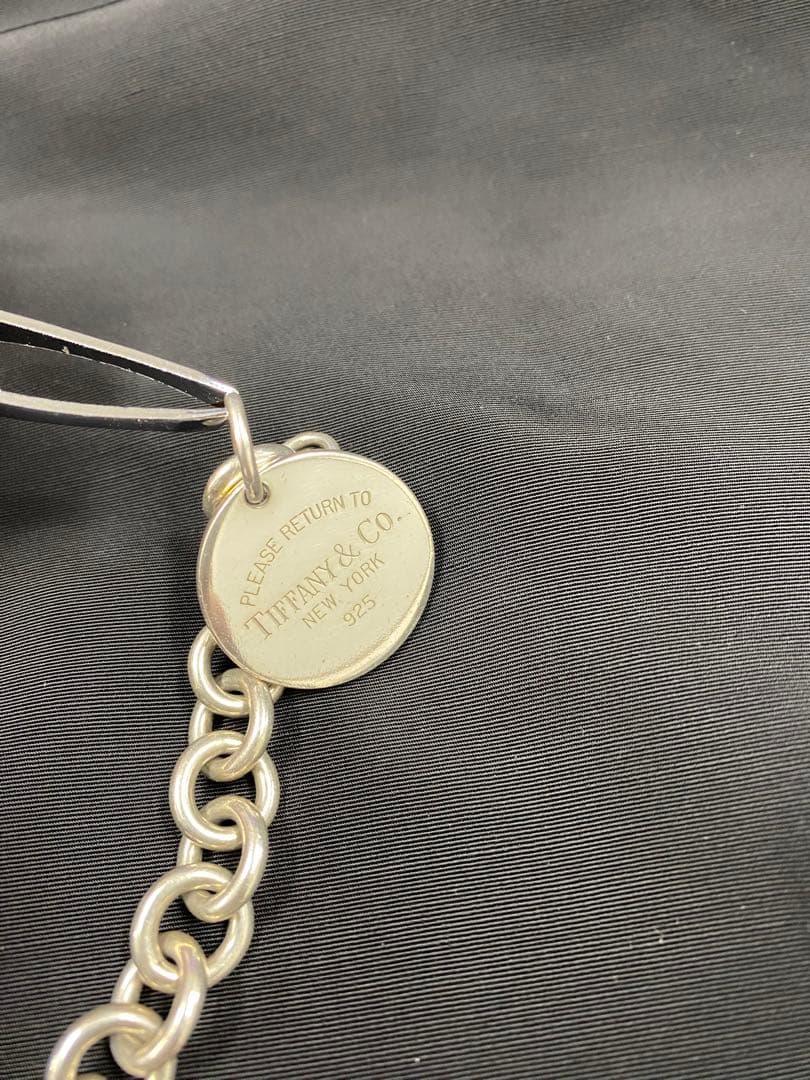 PLEASE RETURN TO
TIFFANY & CO.
NEW YORK
925